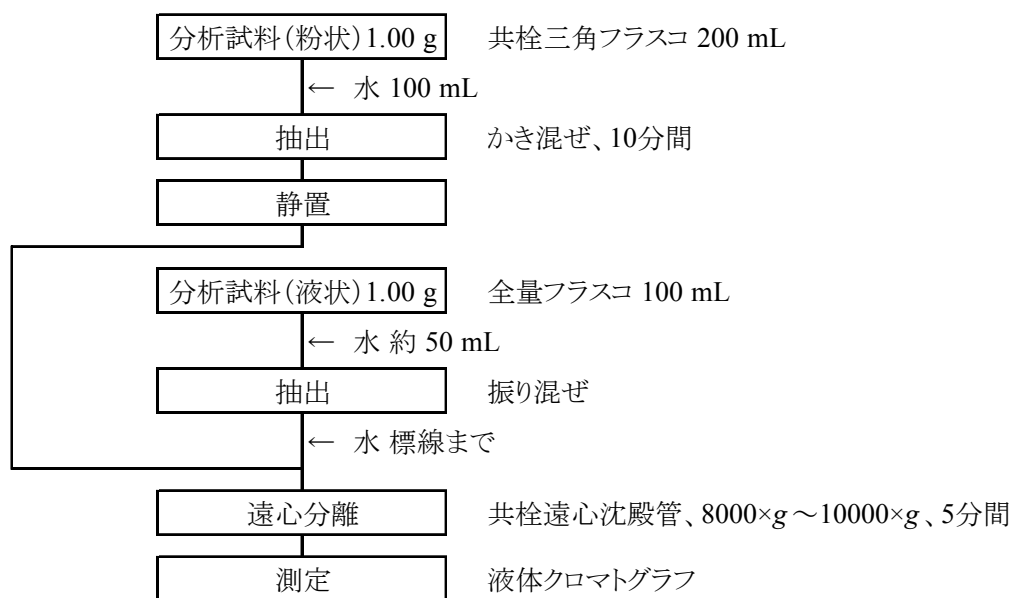 分析試料(粉状)1.00 g 共栓三角フラスコ 200 mL
← 水 100 mL
抽出 かき混ぜ、10分間
静置
分析試料(液状)1.00 g 全量フラスコ 100 mL
← 水 約 50 mL
抽出 振り混ぜ
← 水 標線まで
遠心分離 共栓遠心沈殿管、8000×g～10000×g、5分間
測定 液体クロマトグラフ